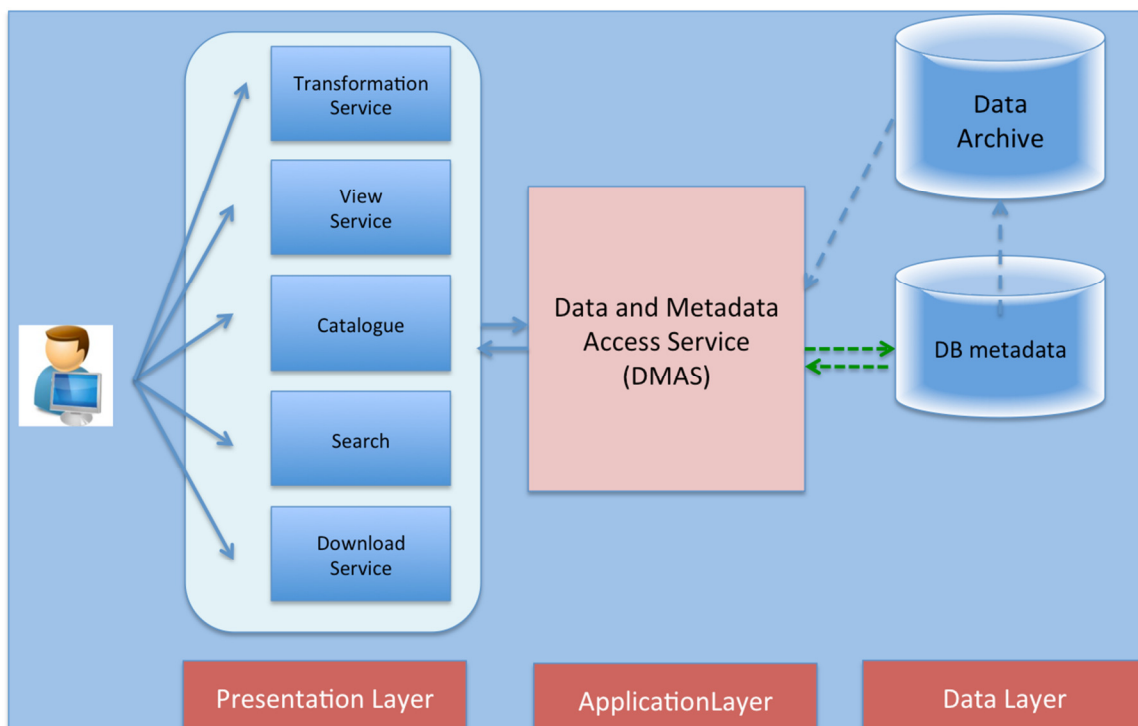 Transformation
Service
View
Service
Catalogue
Search
Download
Service
Data and Metadata
Access Service
(DMAS)
Data
Archive
DB metadata
Presentation Layer
ApplicationLayer
Data Layer